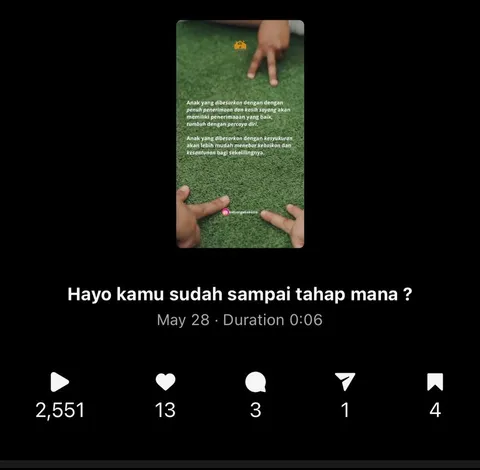 Anak yang dibesarkan dengan dengan
penuh penerimaan dan kasih sayang akan
memiliki penerimaaan yang baik,
tumbuh dengan percaya diri.
Anak yang dibesarkan dengan kesyukuran
akan lebih mudah menebar kebaikan dan
kesantunan bagi sekelilingnya.
Hayo kamu sudah sampai tahap mana ?
May 28 · Duration 0:06
2,551
13
3
1
4